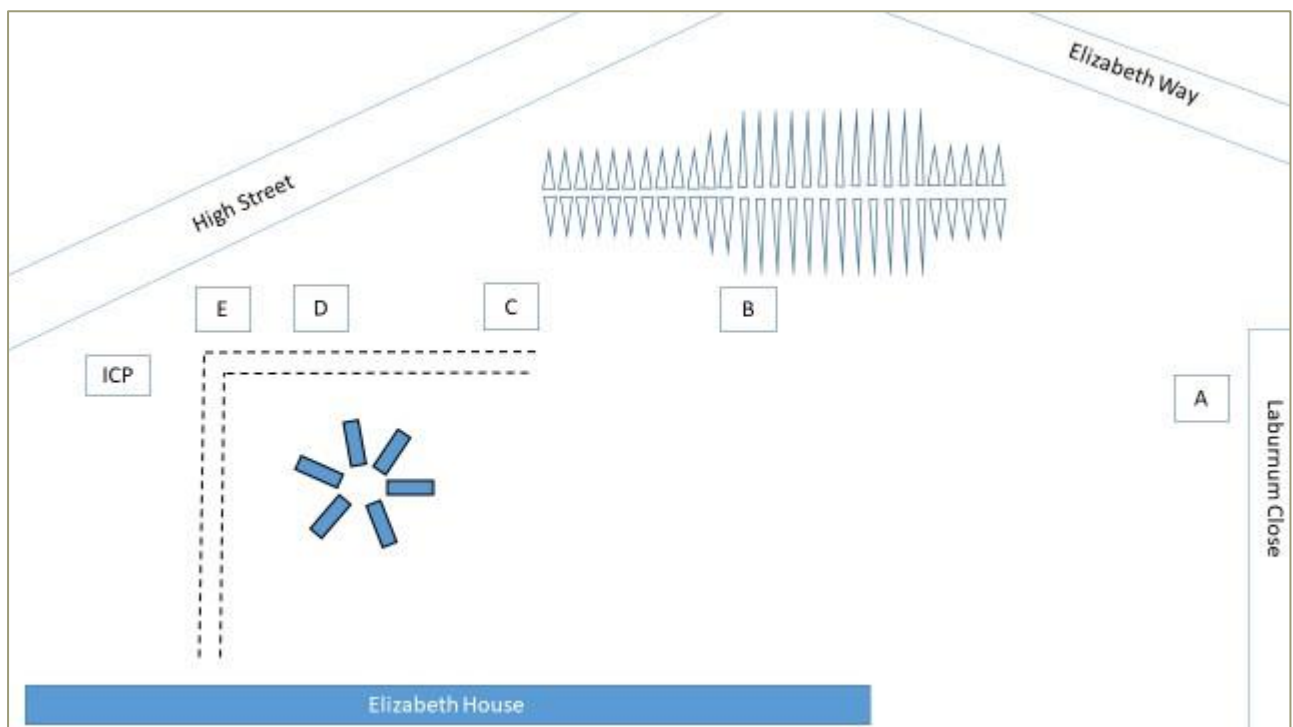 Elizabeth Way
High Street
E
D
C
B
ICP
A
Laburnum Close
Elizabeth House